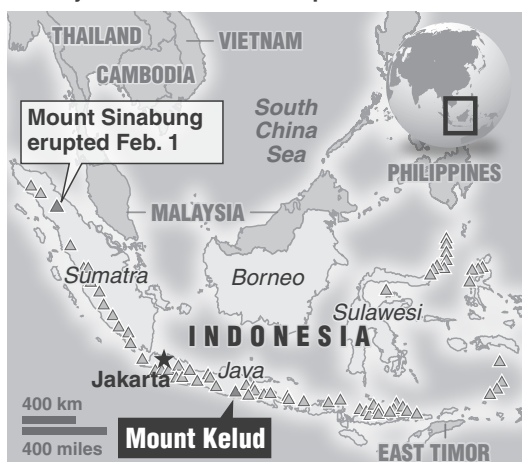 THAILAND
VIETNAM
CAMBODIA
Mount Sinabung
erupted Feb. 1
South
China
Sea
PHILIPPINES
MALAYSIA
Sumatra
Borneo
Sulawesi
INDONESIA
Jakarta
Java
400 km
400 miles
Mount Kelud
EAST TIMOR